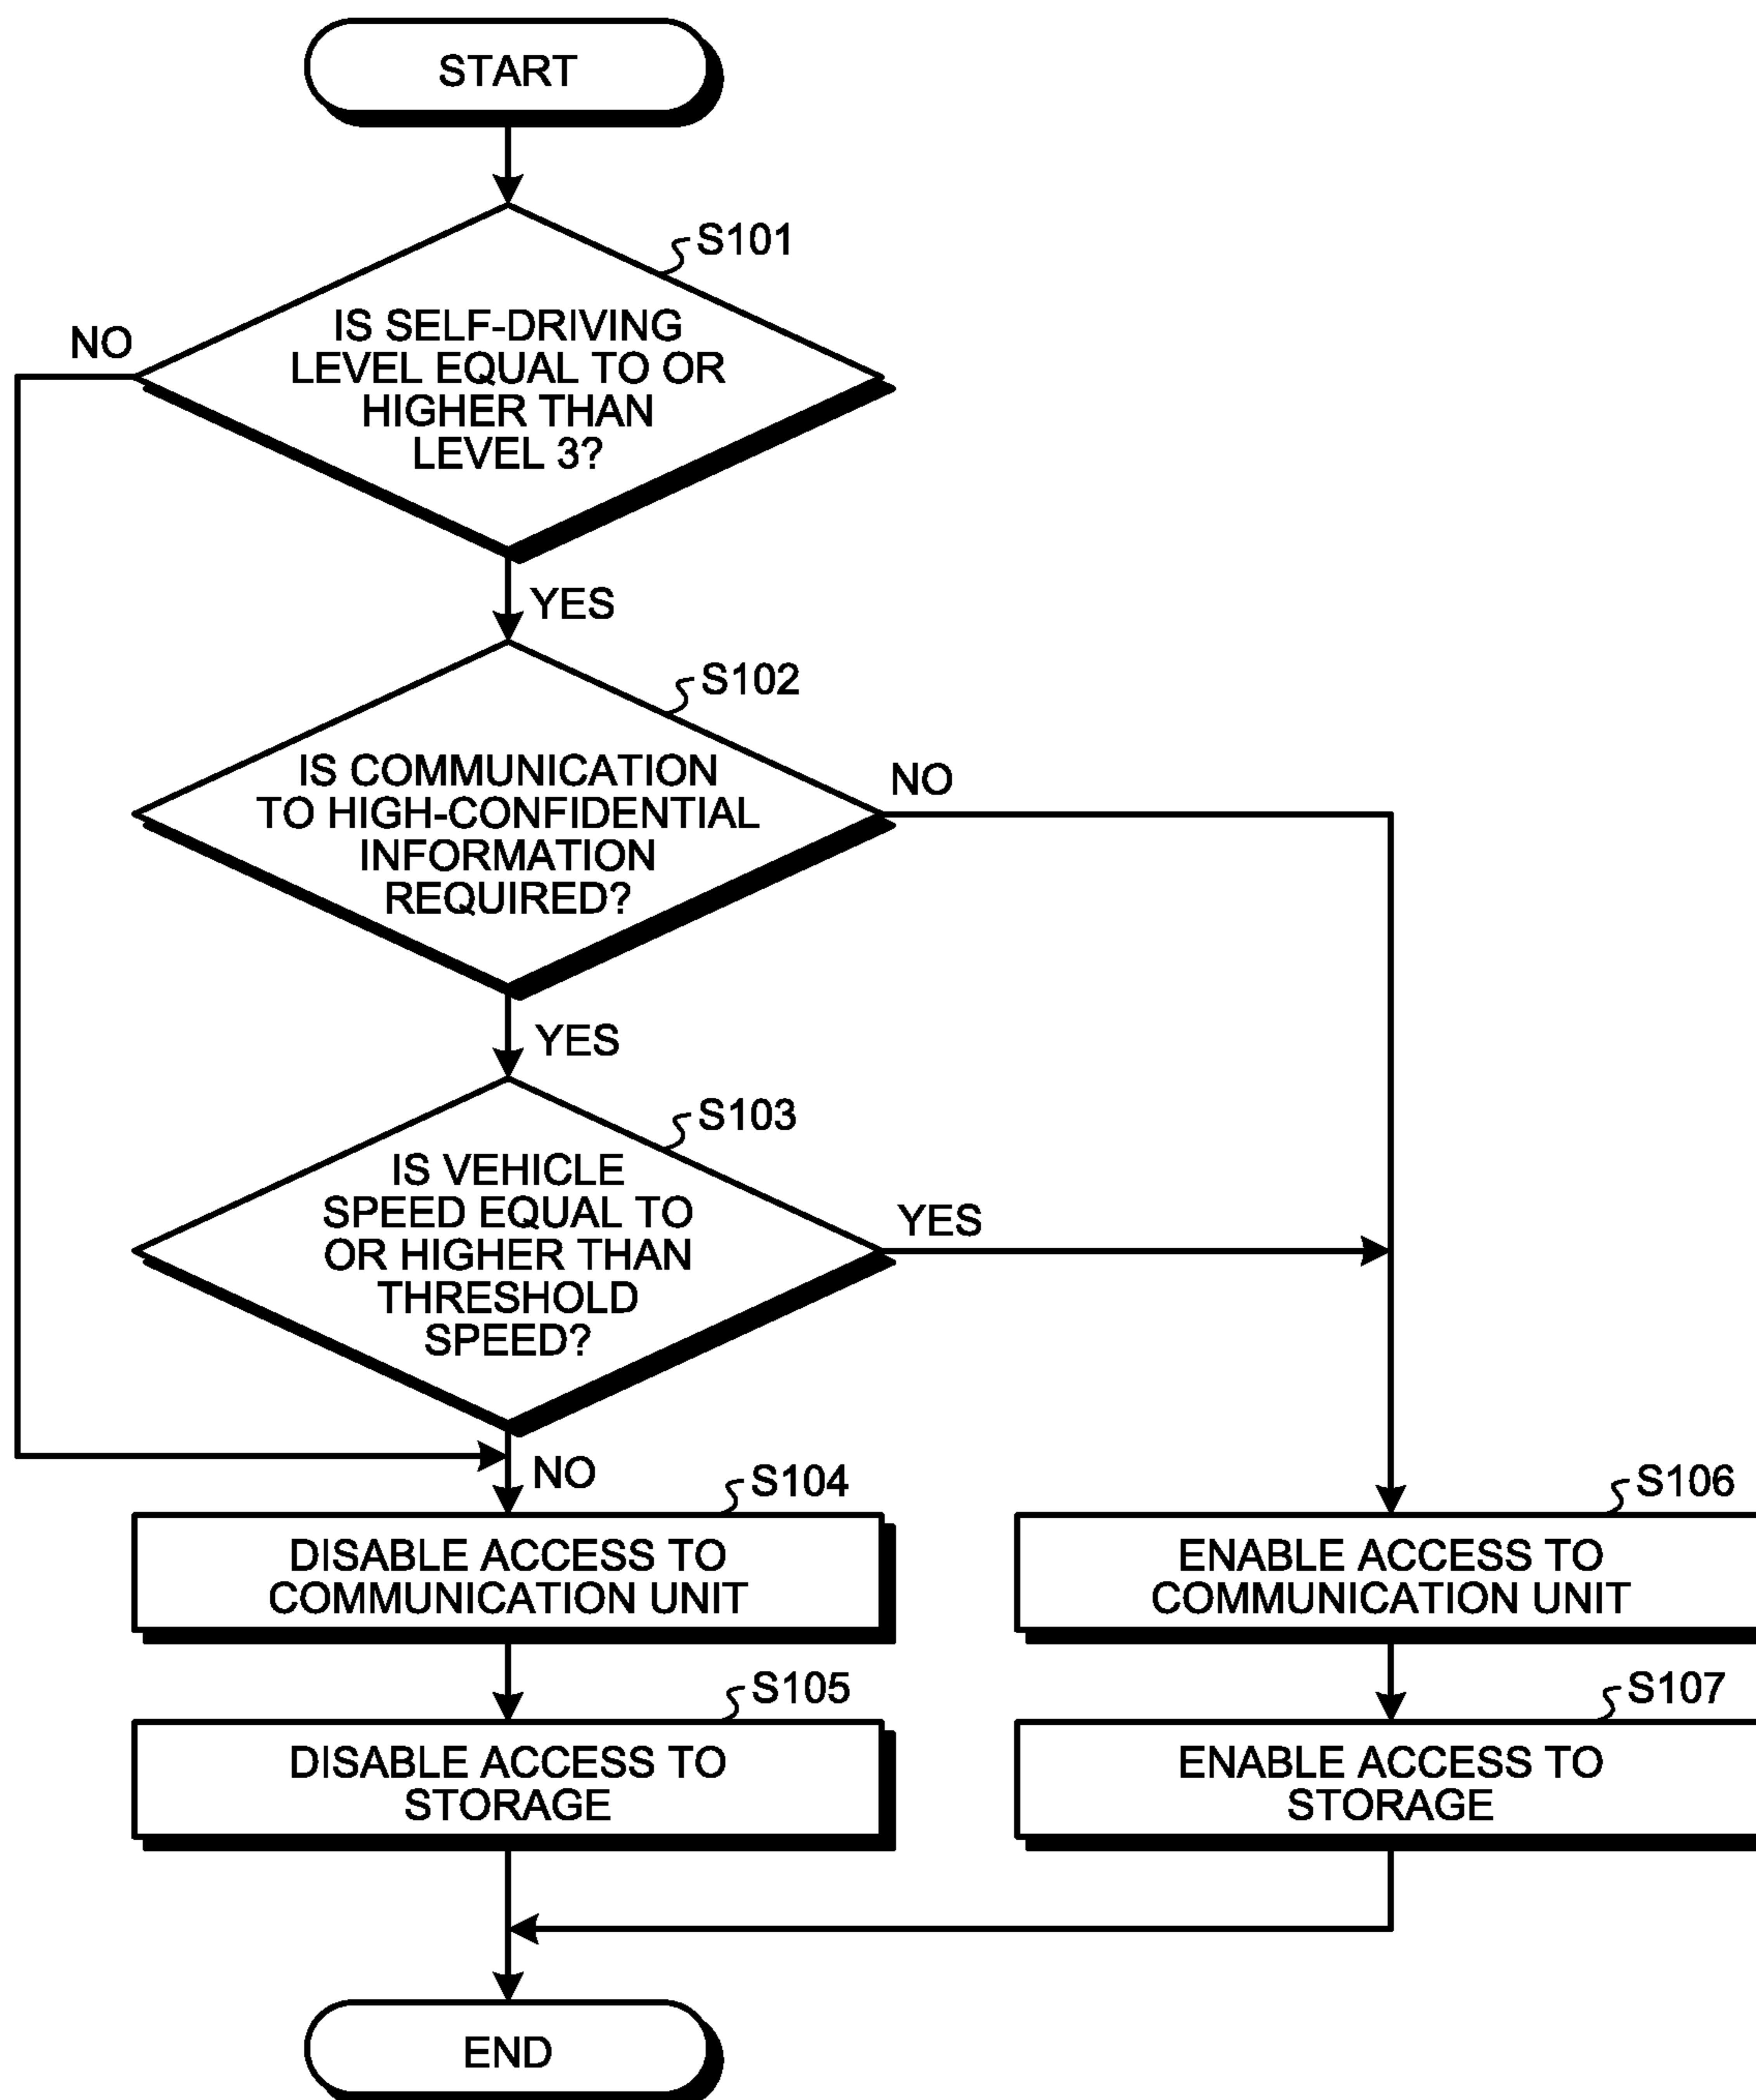 START
S101
IS SELF-DRIVING
LEVEL EQUAL TO OR
HIGHER THAN
LEVEL 3?
NO
YES
S102
IS COMMUNICATION
TO HIGH-CONFIDENTIAL
INFORMATION
REQUIRED?
NO
YES
S103
IS VEHICLE
SPEED EQUAL TO
OR HIGHER THAN
THRESHOLD
SPEED?
YES
NO
S104
DISABLE ACCESS TO
COMMUNICATION UNIT
S106
ENABLE ACCESS TO
COMMUNICATION UNIT
S105
DISABLE ACCESS TO
STORAGE
S107
ENABLE ACCESS TO
STORAGE
END